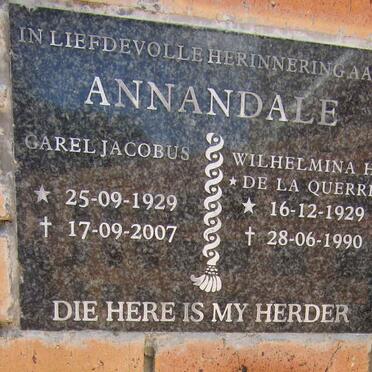 IN LIEFDEVOLLE HERINNERING AA
ANNANDALE
CAREL JACOBUS
★ 25-09-1929
✝ 17-09-2007
WILHELMINA H
★ DE LA QUERRE
★ 16-12-1929
✝ 28-06-1990
DIE HERE IS MY HERDER